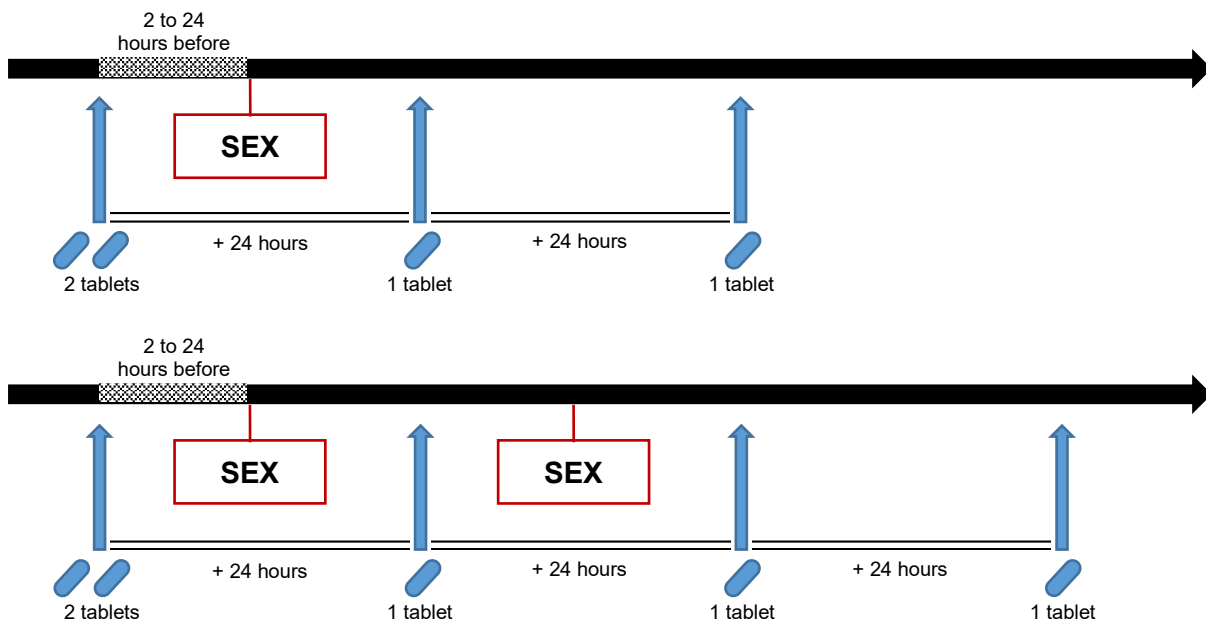 2 to 24
hours before
SEX
+ 24 hours
+ 24 hours
2 tablets
1 tablet
1 tablet
2 to 24
hours before
SEX
SEX
+ 24 hours
+ 24 hours
+ 24 hours
2 tablets
1 tablet
1 tablet
1 tablet